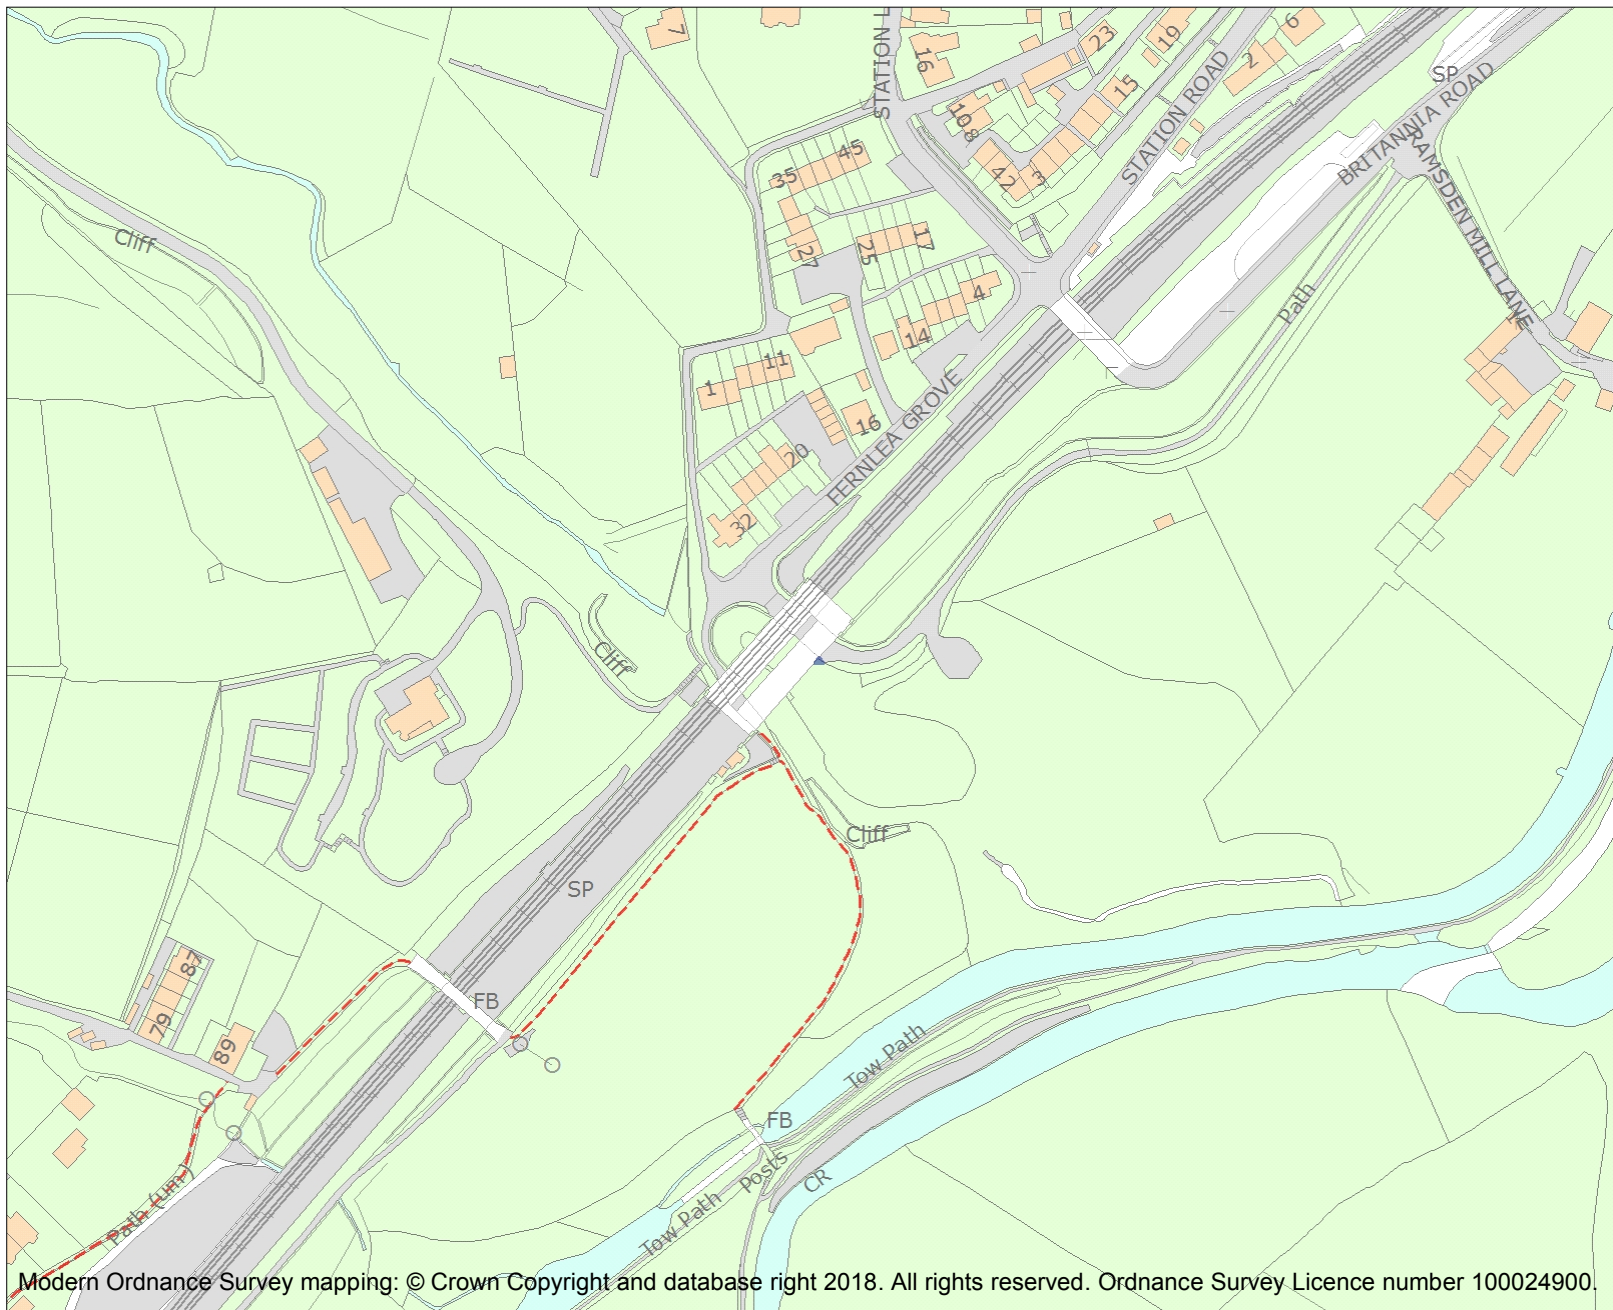 7
STATION L
16
23
19
6
2
SP
BRITANNIA ROAD
15
10
8
STATION ROAD
RAMSDEN MILL LANE
45
35
42
3
Cliff
27
25
17
4
Path
14
11
1
16
FERNLEA GROVE
20
32
Cliff
Cliff
SP
87
FB
79
89
Tow Path
FB
Path (um)
Posts
CR
Tow Path
Modern Ordnance Survey mapping: © Crown Copyright and database right 2018. All rights reserved. Ordnance Survey Licence number 100024900.